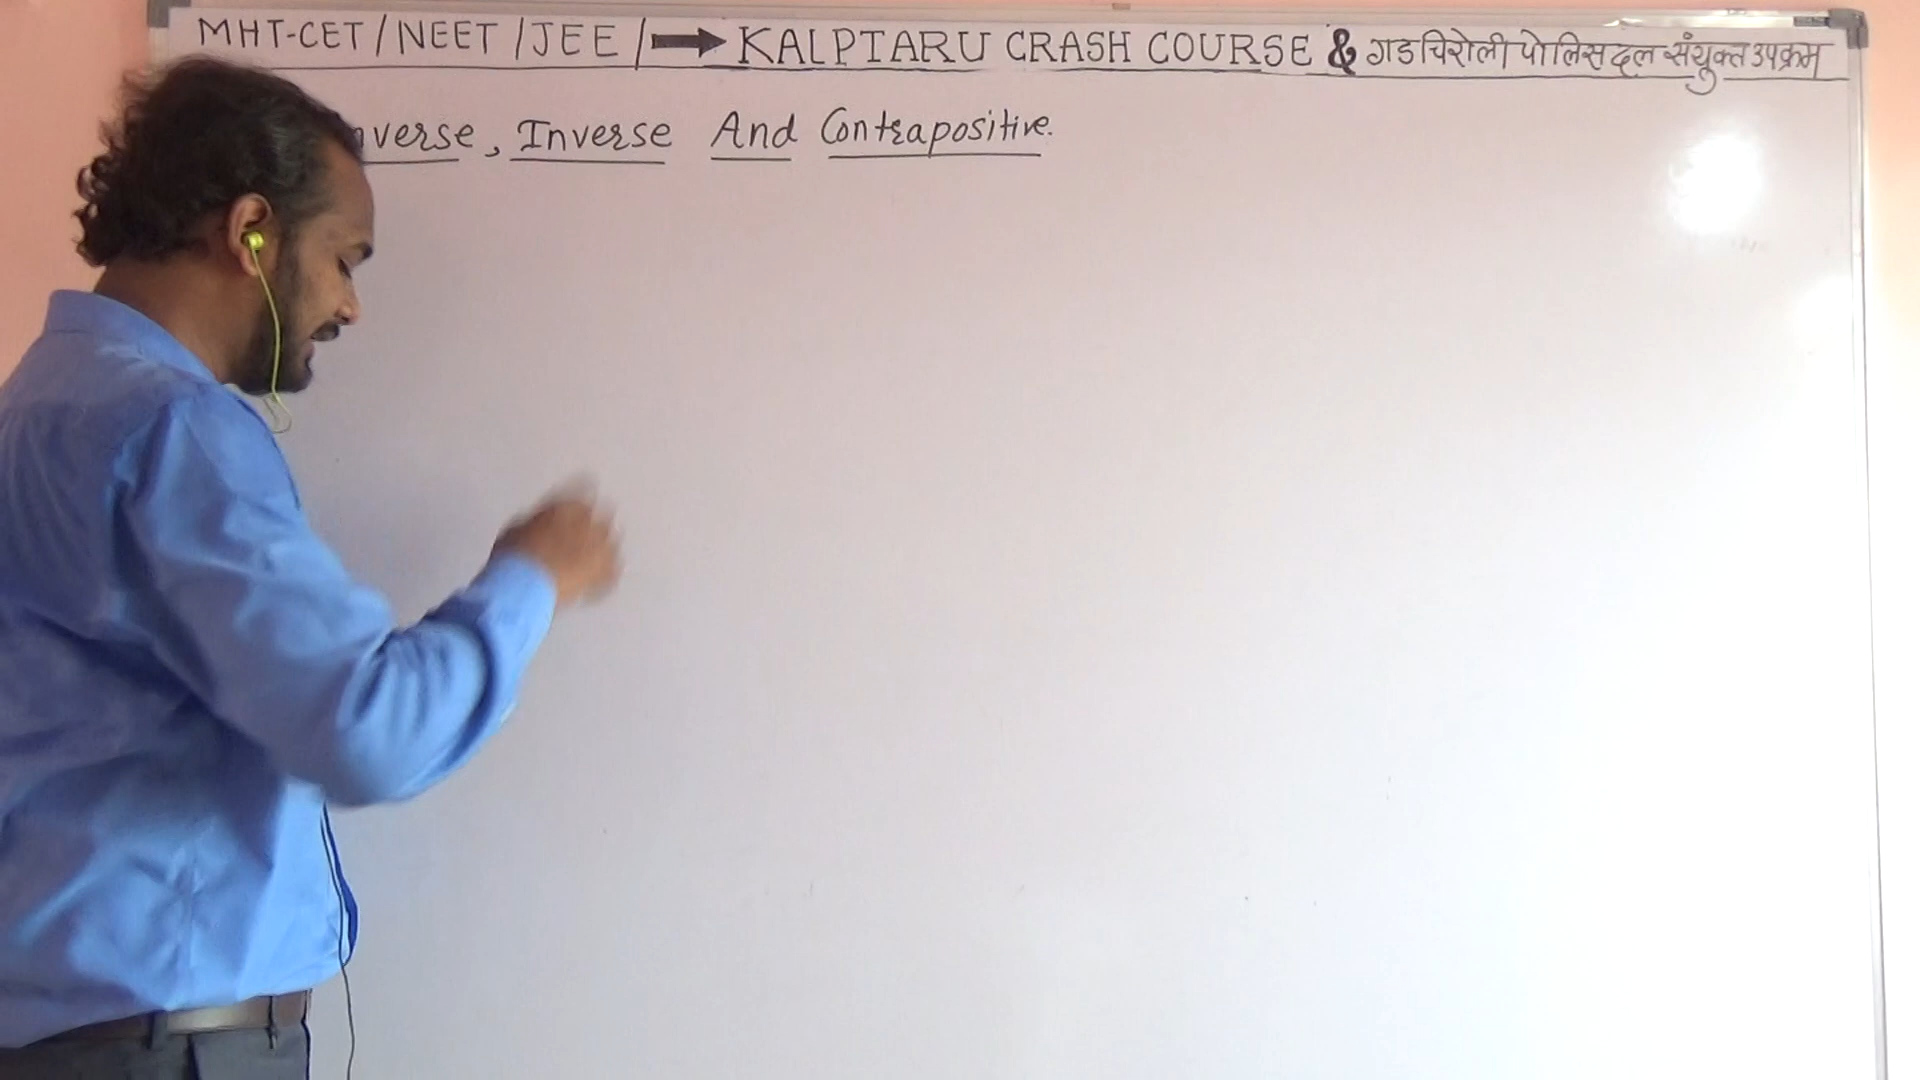 MHT-CET/NEET/JEE/➡KALPTARU CRASH COURSE & गडचिरोली पोलिस दल संयुक्त उपक्रम
nverse, Inverse And Contrapositive.